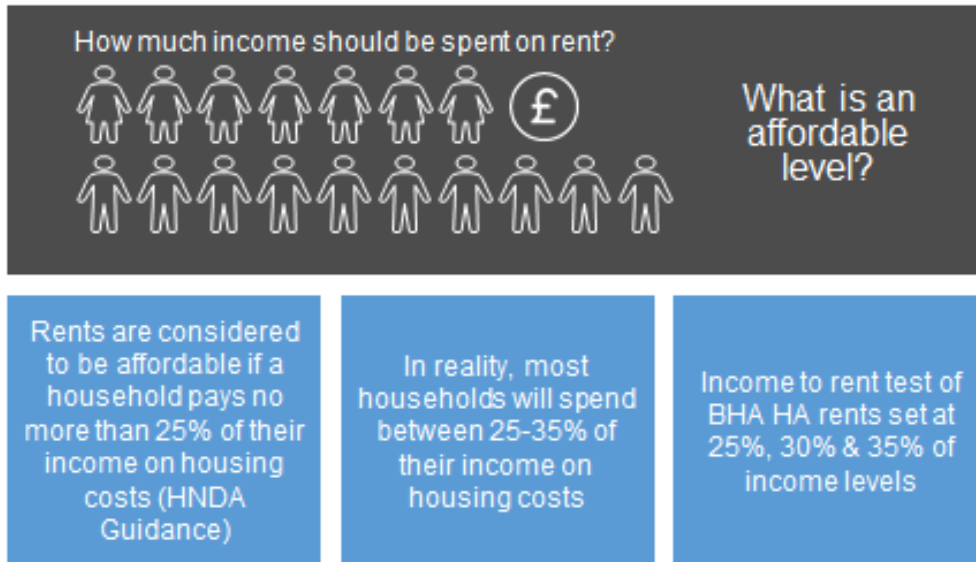 How much income should be spent on rent?
£
What is an
affordable
level?
Rents are considered
to be affordable if a
household pays no
more than 25% of their
income on housing
costs (HNDA
Guidance)
In reality, most
households will spend
between 25-35% of
their income on
housing costs
Income to rent test of
BHA HA rents set at
25%, 30% & 35% of
income levels